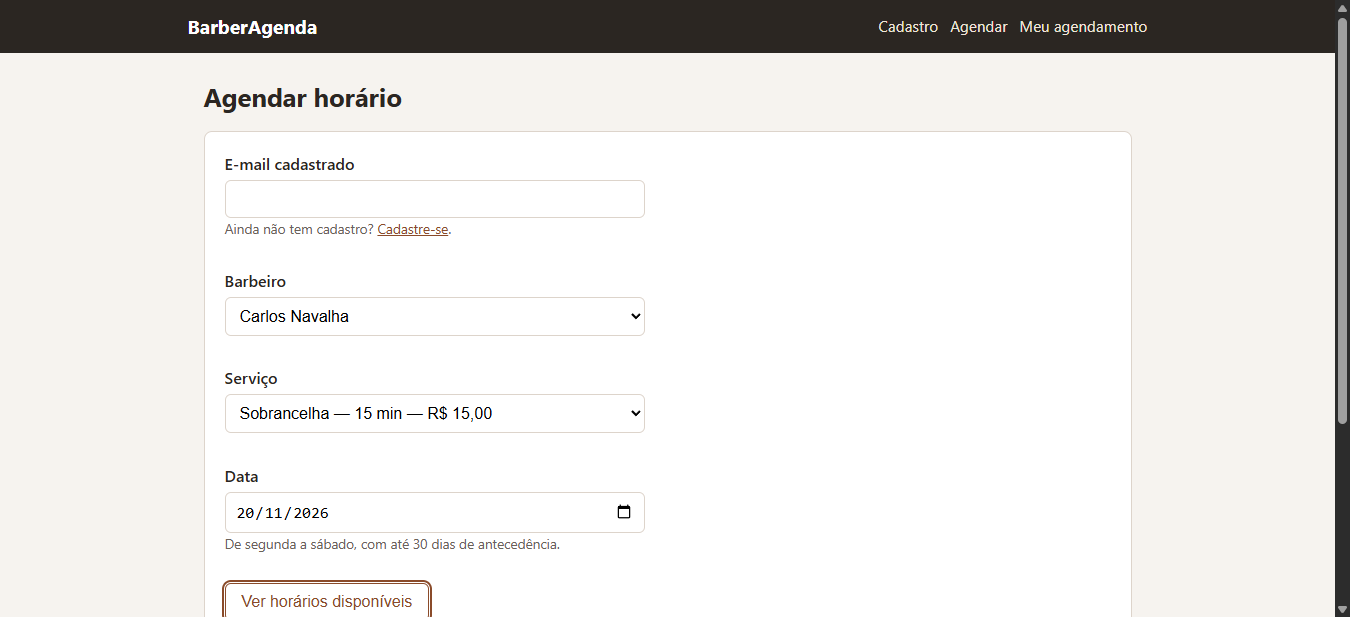 BarberAgenda
Cadastro Agendar Meu agendamento
Agendar horário
E-mail cadastrado
Ainda não tem cadastro? Cadastre-se.
Barbeiro
Carlos Navalha
Serviço
Sobrancelha — 15 min — R$ 15,00
Data
20/11/2026
De segunda a sábado, com até 30 dias de antecedência.
Ver horários disponíveis